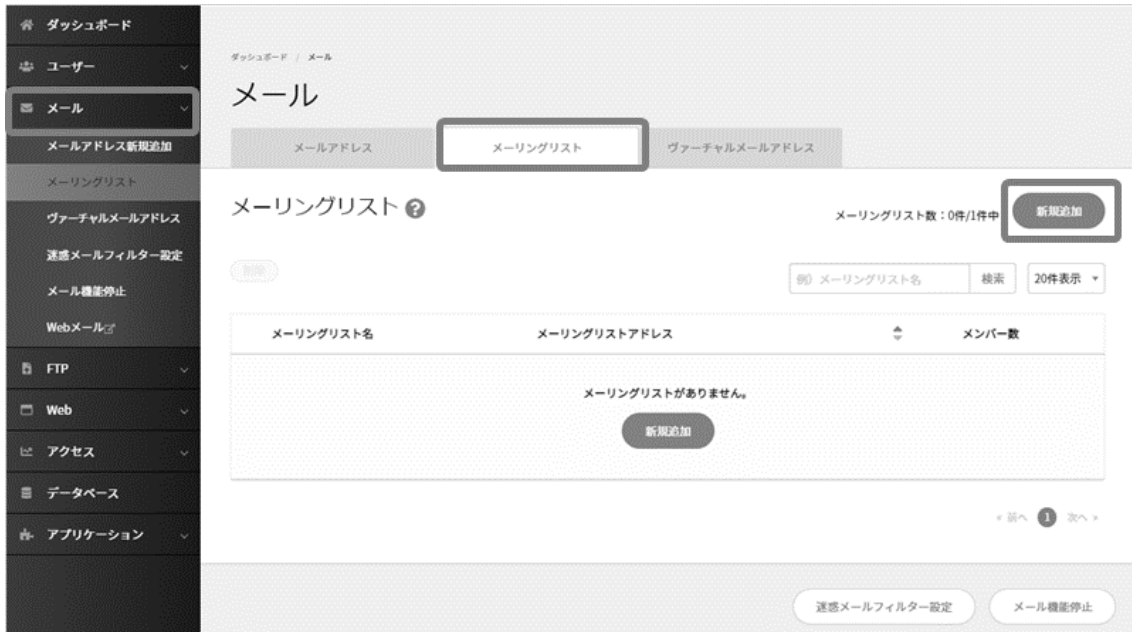 ダッシュボード
ユーザー
メール
メールアドレス新規追加
メーリングリスト
ヴァーチャルメールアドレス
迷惑メールフィルター設定
メール機能停止
Webメール
FTP
Web
アクセス
データベース
アプリケーション
ダッシュボード / メール
メール
メールアドレス
メーリングリスト
ヴァーチャルメールアドレス
メーリングリスト ?
メーリングリスト数：0件/1件中
新規追加
削除
例）メーリングリスト名
検索
20件表示
メーリングリスト名
メーリングリストアドレス
メンバー数
メーリングリストがありません。
新規追加
« 前へ 1 次へ »
迷惑メールフィルター設定
メール機能停止